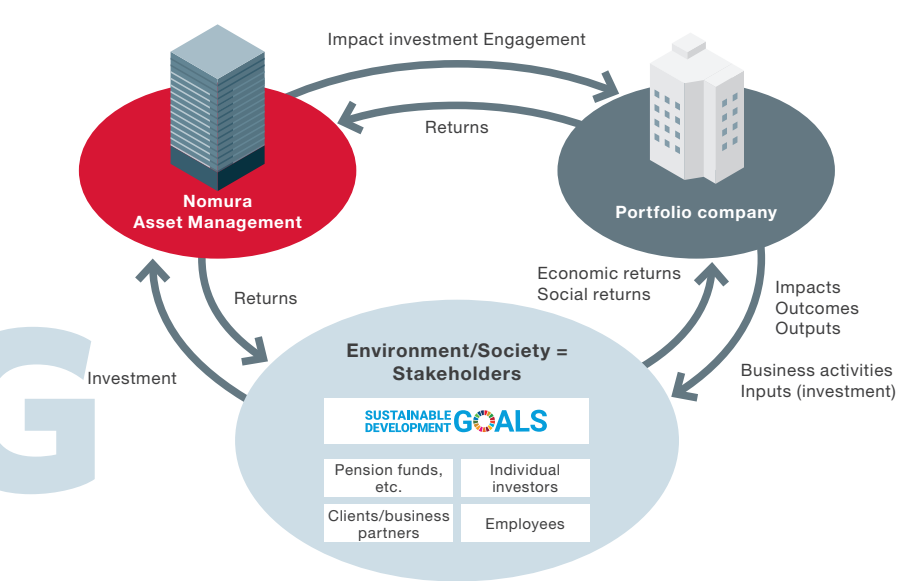 Impact investment Engagement
Returns
Nomura
Asset Management
Portfolio company
Returns
Investment
Economic returns
Social returns
Impacts
Outcomes
Outputs
Business activities
Inputs (investment)
Environment/Society =
Stakeholders
SUSTAINABLE
DEVELOPMENT GOALS
Pension funds,
etc.
Individual
investors
Clients/business
partners
Employees
G